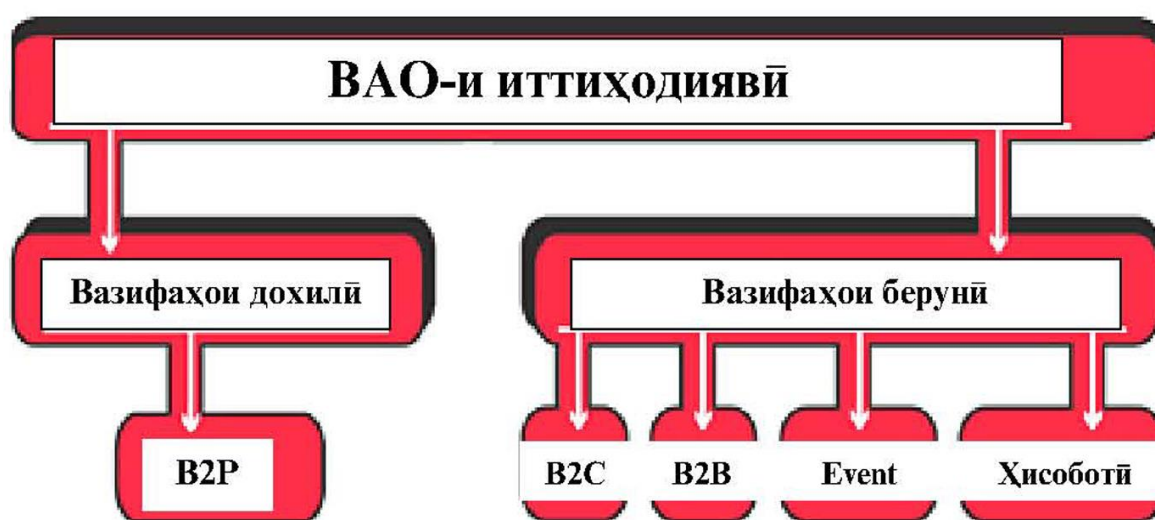 ВАО-и иттиҳодиявӣ
Вазифаҳои дохилӣ
Вазифаҳои берунӣ
B2P
B2C
B2B
Event
Ҳисоботӣ